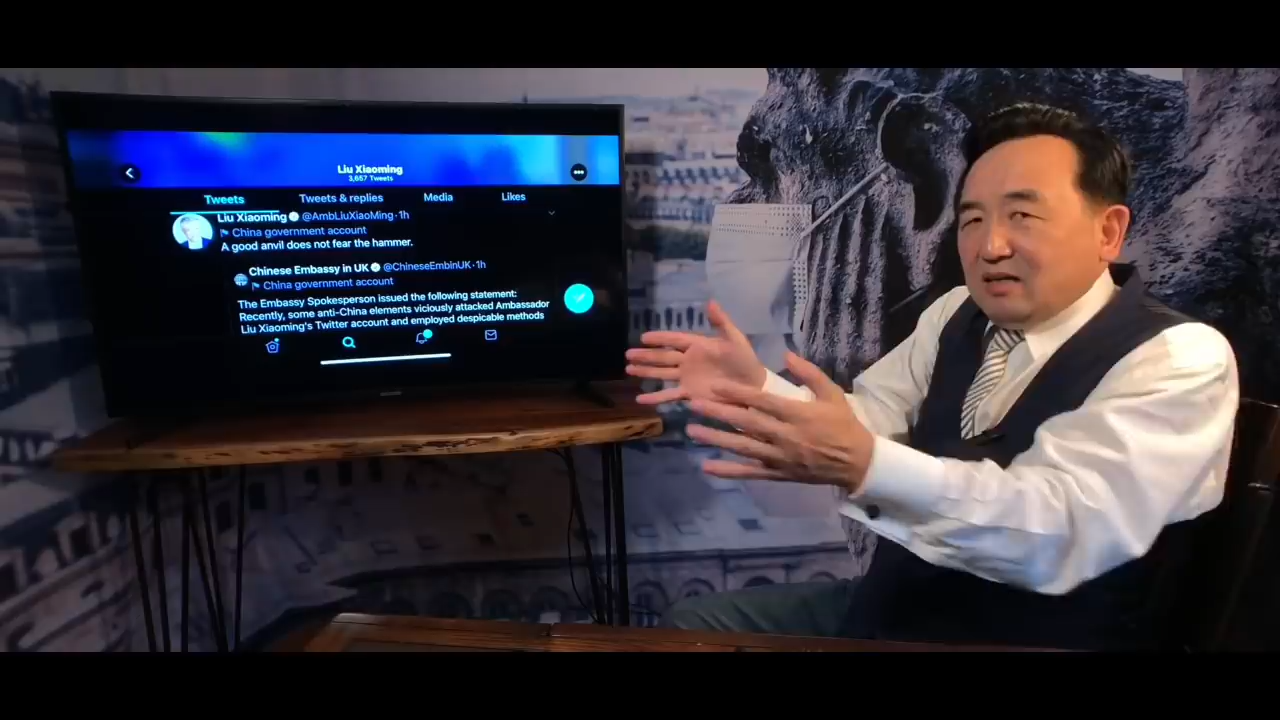 Liu Xiaoming
3,657 Tweets
Tweets Tweets & replies Media Likes
Liu Xiaoming @AmbLiuXiaoMing · 1h
China government account
A good anvil does not fear the hammer.
Chinese Embassy in UK @ChineseEmbinUK · 1h
China government account
The Embassy Spokesperson issued the following statement:
Recently, some anti-China elements viciously attacked Ambassador
Liu Xiaoming's Twitter account and employed despicable methods